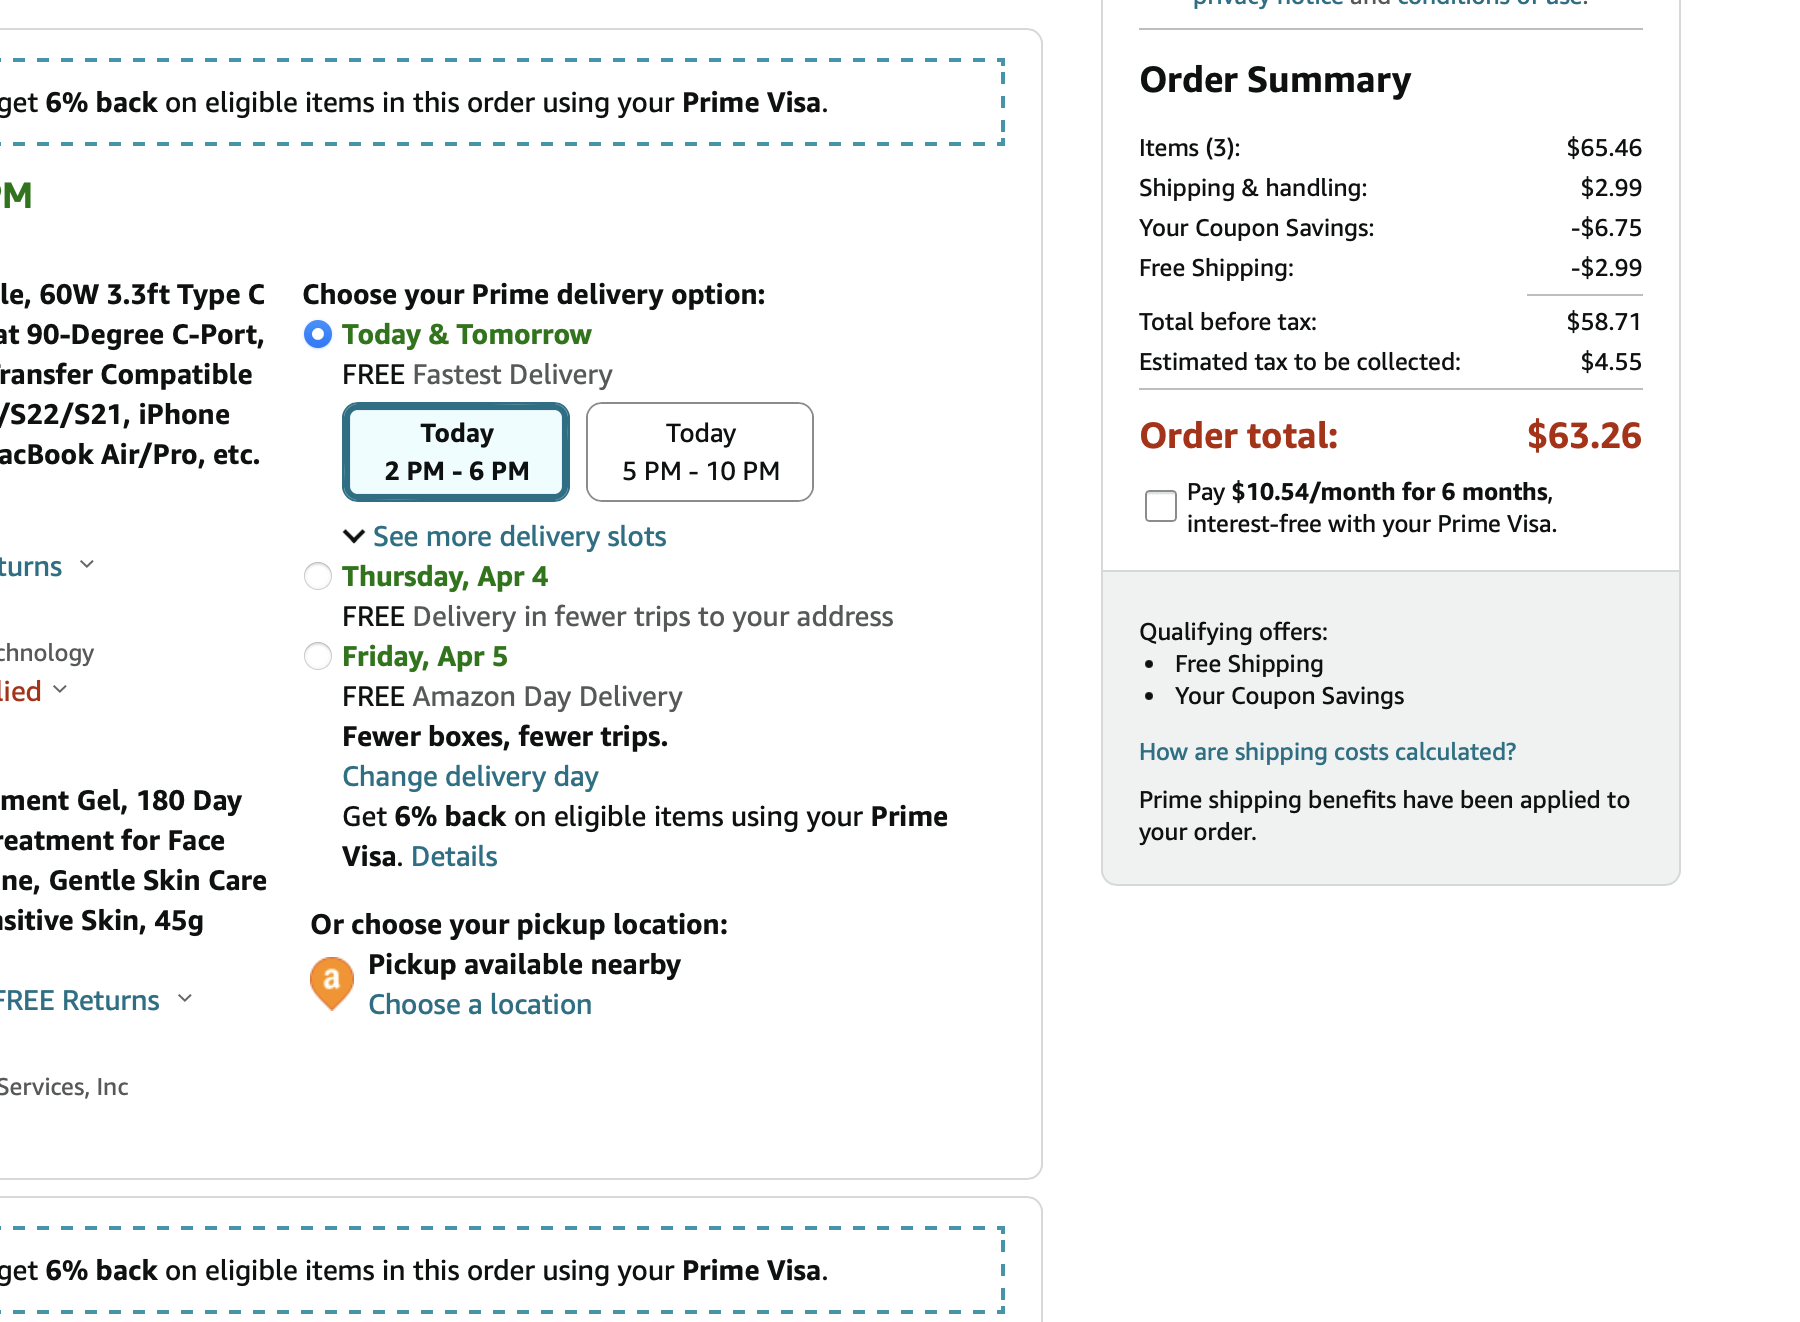 get 6% back on eligible items in this order using your Prime Visa.
PM
le, 60W 3.3ft Type C
at 90-Degree C-Port,
Transfer Compatible
/S22/S21, iPhone
acBook Air/Pro, etc.
turns
chnology
lied
ment Gel, 180 Day
reatment for Face
ne, Gentle Skin Care
nsitive Skin, 45g
FREE Returns
Services, Inc
Choose your Prime delivery option:
Today & Tomorrow
FREE Fastest Delivery
Today
2 PM - 6 PM
Today
5 PM - 10 PM
See more delivery slots
Thursday, Apr 4
FREE Delivery in fewer trips to your address
Friday, Apr 5
FREE Amazon Day Delivery
Fewer boxes, fewer trips.
Change delivery day
Get 6% back on eligible items using your Prime
Visa. Details
Or choose your pickup location:
a
Pickup available nearby
Choose a location
get 6% back on eligible items in this order using your Prime Visa.
privacy notice and conditions of use.
Order Summary
Items (3): $65.46
Shipping & handling: $2.99
Your Coupon Savings: -$6.75
Free Shipping: -$2.99
Total before tax: $58.71
Estimated tax to be collected: $4.55
Order total: $63.26
Pay $10.54/month for 6 months,
interest-free with your Prime Visa.
Qualifying offers:
• Free Shipping
• Your Coupon Savings
How are shipping costs calculated?
Prime shipping benefits have been applied to
your order.